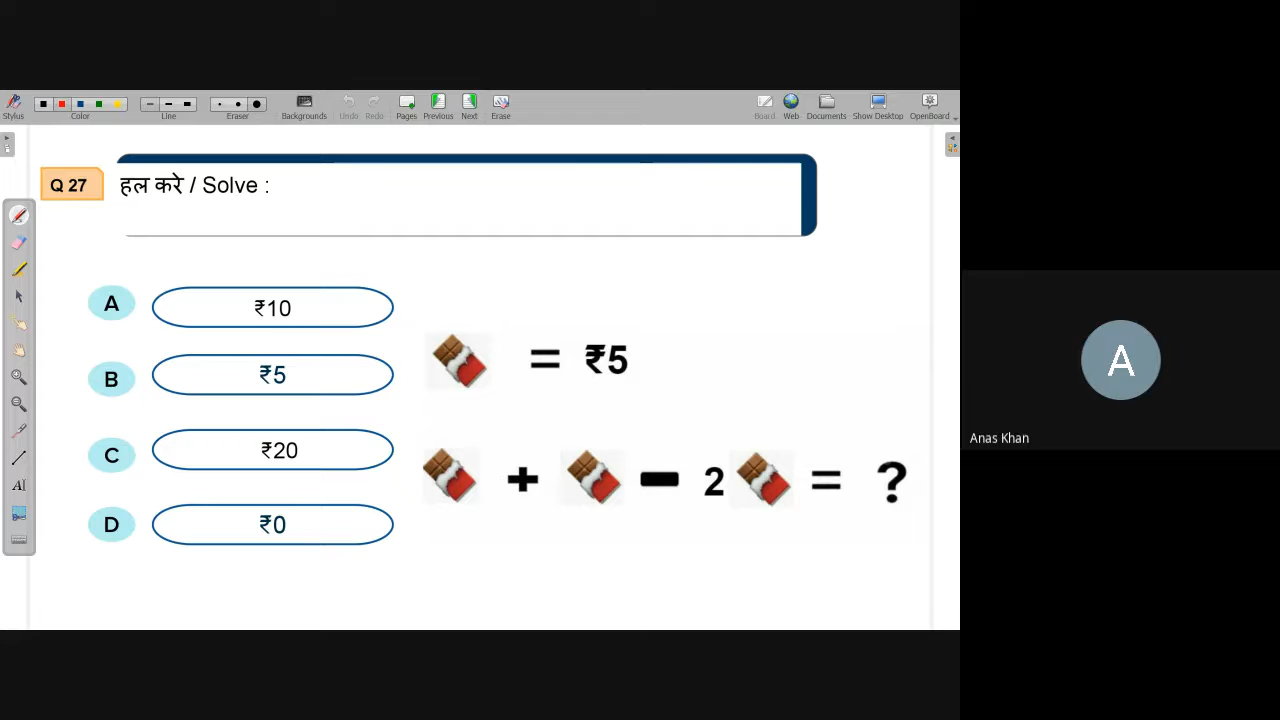 Stylus Color Line Eraser Backgrounds Undo Redo Pages Previous Next Erase Board Web Documents Show Desktop OpenBoard
Q 27 हल करे / Solve :
A ₹10
B ₹5
C ₹20
D ₹0
= ₹5
+ - 2 = ?
A
Anas Khan
AI